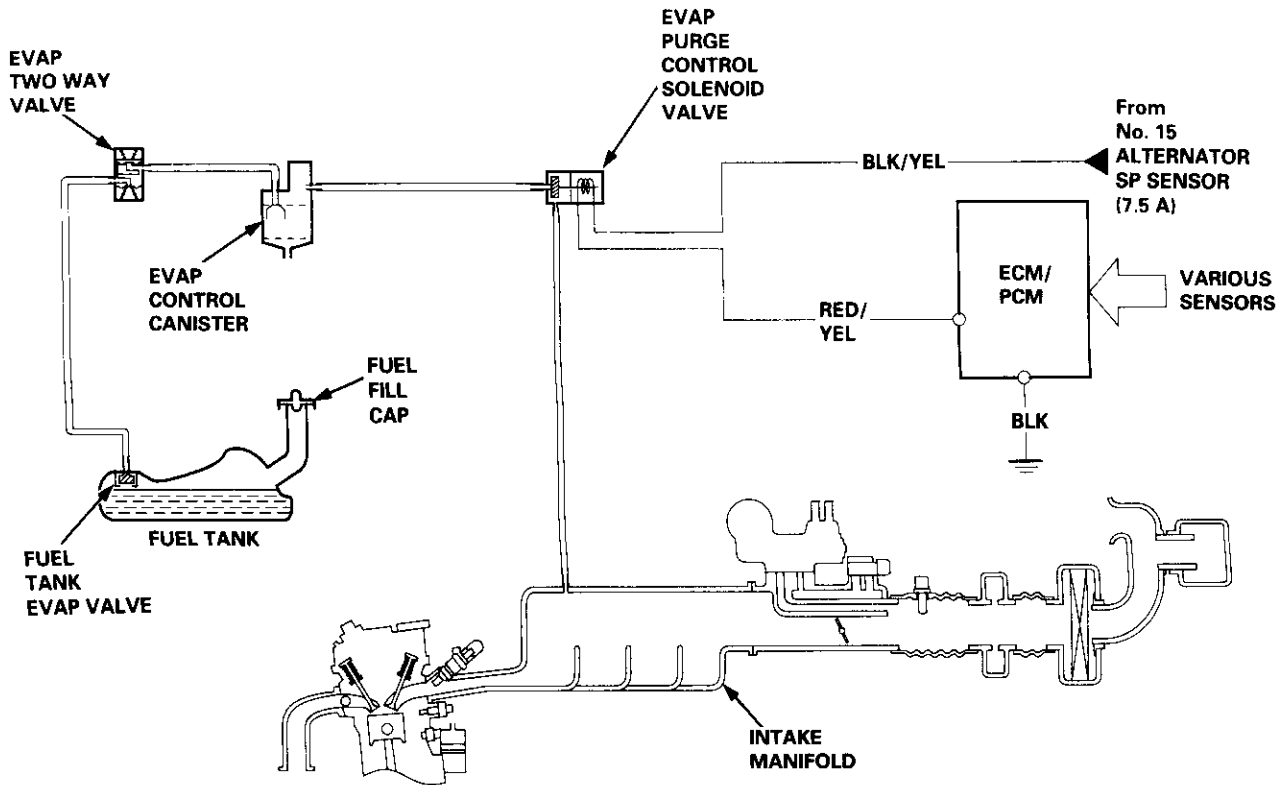 EVAP
TWO WAY
VALVE
EVAP
PURGE
CONTROL
SOLENOID
VALVE
From
No. 15
ALTERNATOR
SP SENSOR
(7.5 A)
BLK/YEL
EVAP
CONTROL
CANISTER
ECM/
PCM
VARIOUS
SENSORS
RED/
YEL
FUEL
FILL
CAP
BLK
FUEL TANK
FUEL
TANK
EVAP VALVE
INTAKE
MANIFOLD